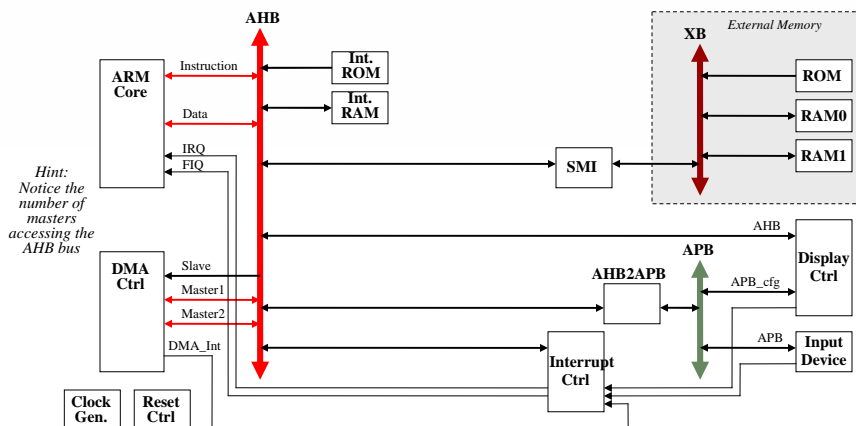 AHB
External Memory
XB
ARM
Core
Instruction
Data
IRQ
FIQ
Int.
ROM
Int.
RAM
ROM
RAM0
RAM1
SMI
Hint:
Notice the
number of
masters
accessing the
AHB bus
DMA
Ctrl
Slave
Master1
Master2
DMA_Int
AHB
APB
AHB2APB
APB_cfg
Display
Ctrl
APB
Input
Device
Interrupt
Ctrl
Clock
Gen.
Reset
Ctrl